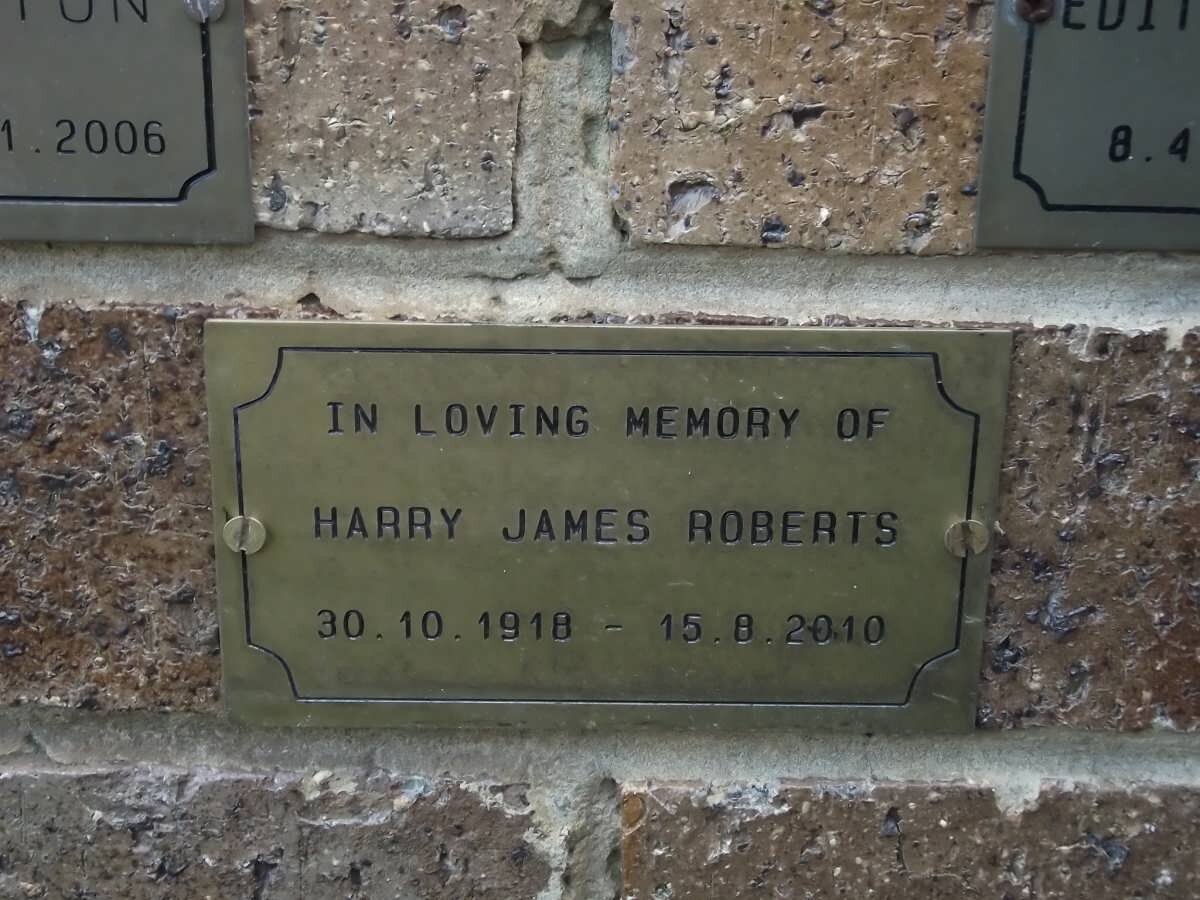 TON
1.2006
EDIT
8.4
IN LOVING MEMORY OF
HARRY JAMES ROBERTS
30.10.1918 - 15.8.2010